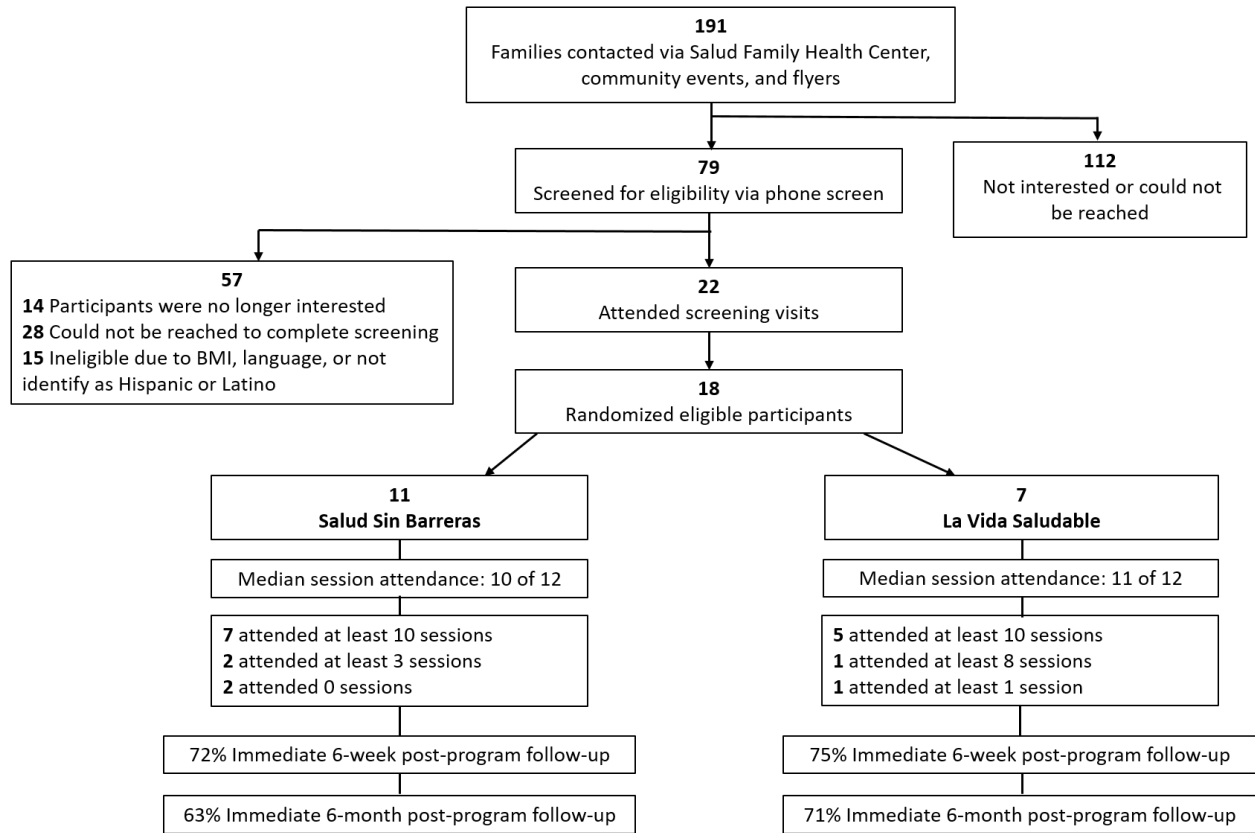 191
Families contacted via Salud Family Health Center,
community events, and flyers
79
Screened for eligibility via phone screen
112
Not interested or could not
be reached
57
14 Participants were no longer interested
28 Could not be reached to complete screening
15 Ineligible due to BMI, language, or not
identify as Hispanic or Latino
22
Attended screening visits
18
Randomized eligible participants
11
Salud Sin Barreras
Median session attendance: 10 of 12
7 attended at least 10 sessions
2 attended at least 3 sessions
2 attended 0 sessions
72% Immediate 6-week post-program follow-up
63% Immediate 6-month post-program follow-up
7
La Vida Saludable
Median session attendance: 11 of 12
5 attended at least 10 sessions
1 attended at least 8 sessions
1 attended at least 1 session
75% Immediate 6-week post-program follow-up
71% Immediate 6-month post-program follow-up